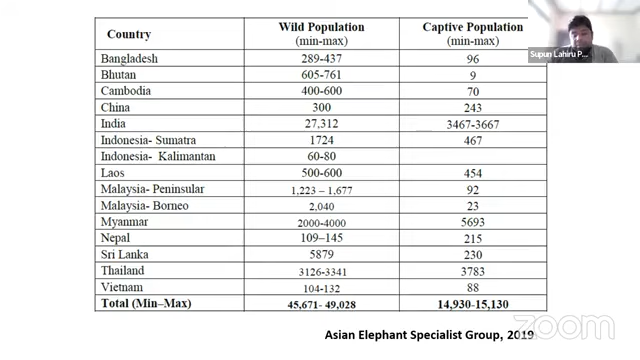 Country Wild Population (min-max) Captive Population (min-max)
Bangladesh 289-437 96
Bhutan 605-761 9
Cambodia 400-600 70
China 300 243
India 27,312 3467-3667
Indonesia- Sumatra 1724 467
Indonesia- Kalimantan 60-80
Laos 500-600 454
Malaysia- Peninsular 1,223 – 1,677 92
Malaysia- Borneo 2,040 23
Myanmar 2000-4000 5693
Nepal 109–145 215
Sri Lanka 5879 230
Thailand 3126-3341 3783
Vietnam 104-132 88
Total (Min–Max) 45,671- 49,028 14,930-15,130
Asian Elephant Specialist Group, 2019
Supun Lahiru P...
zoom